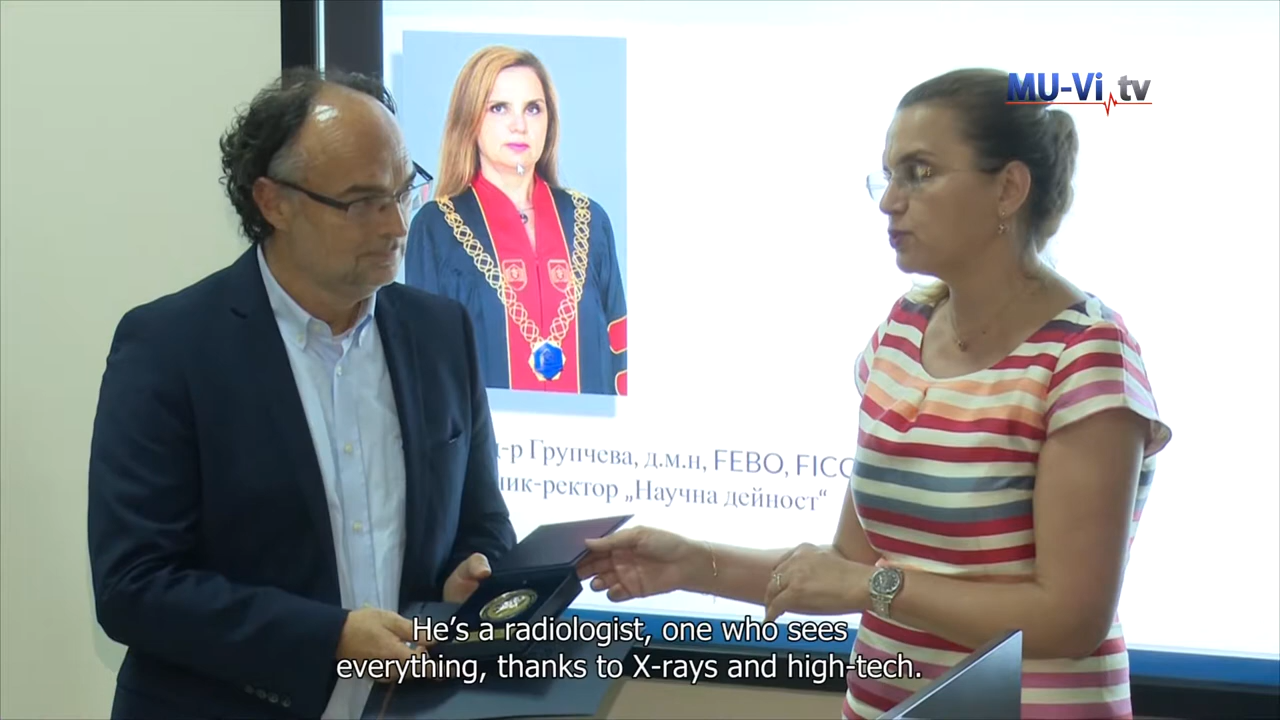 MU-Vi.tv
д-р Групчева, д.м.н, FEBO, FICO
ик-ректор „Научна дейност“
He’s a radiologist, one who sees
everything, thanks to X-rays and high-tech.